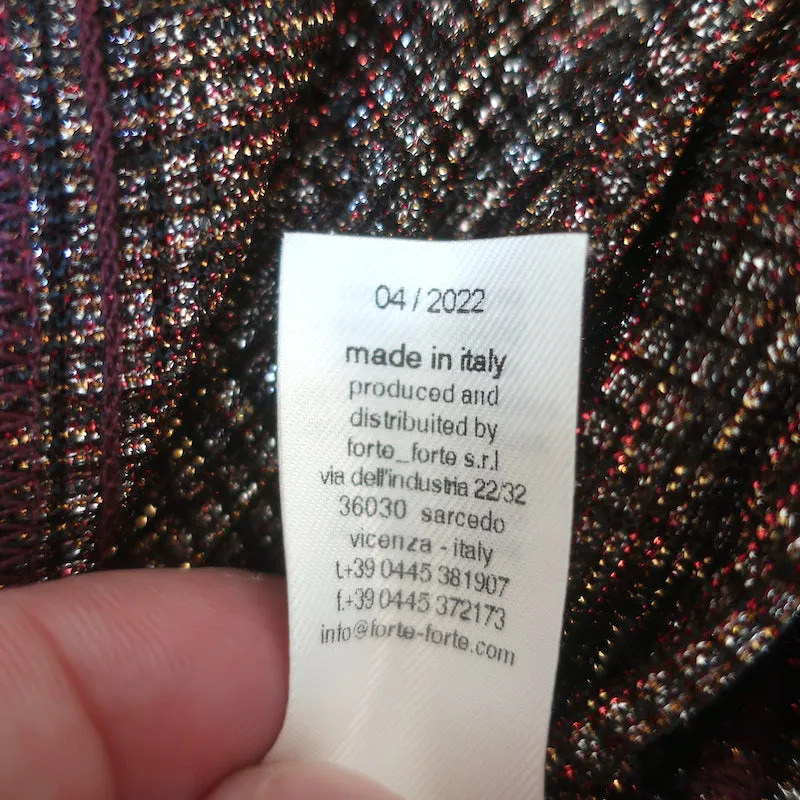 04 / 2022
made in italy
produced and
distribuited by
forte_forte s.r.l
via dell'industria 22/32
36030 sarcedo
vicenza - italy
t.+39 0445 381907
f.+39 0445 372173
info@forte-forte.com